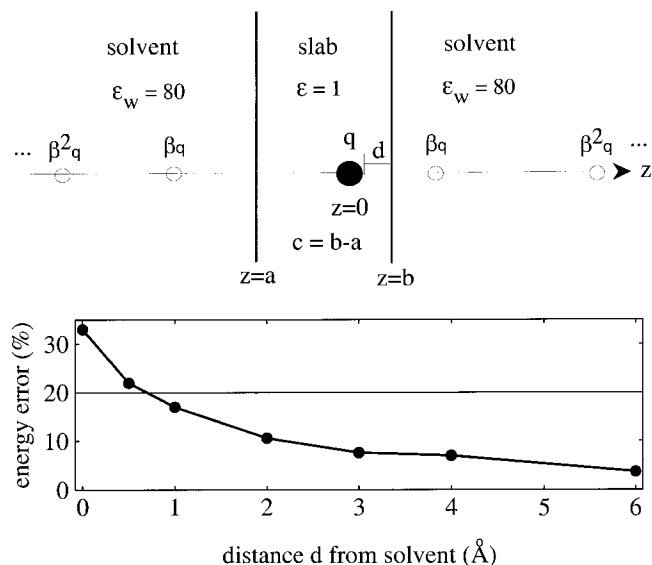 solvent slab solvent
ε_w = 80 ε = 1 ε_w = 80
... β²q βq q d βq β²q ...
z
z=0
c = b-a
z=a z=b
energy error (%)
30
20
10
0
0 1 2 3 4 5 6
distance d from solvent (Å)